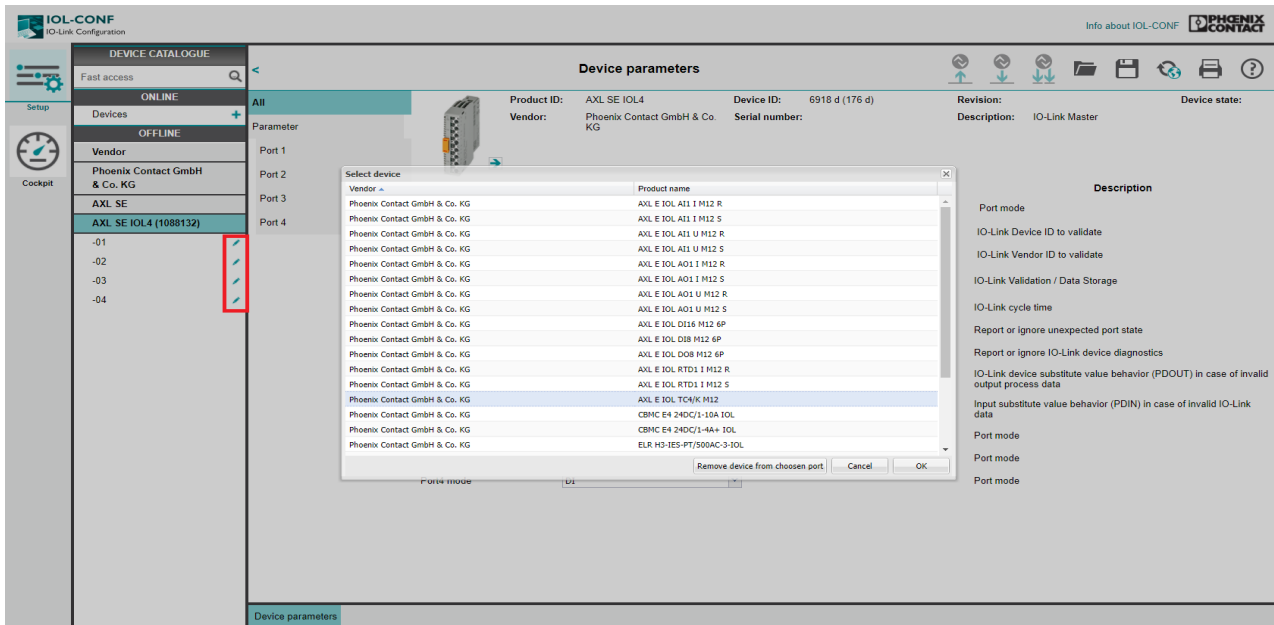 IOL-CONF
IO-Link Configuration
Info about IOL-CONF
PHŒNIX
CONTACT
Setup
Cockpit
DEVICE CATALOGUE
Fast access
ONLINE
Devices
+
OFFLINE
Vendor
Phoenix Contact GmbH
& Co. KG
AXL SE
AXL SE IOL4 (1088132)
-01
-02
-03
-04
<
Device parameters
All
Parameter
Port 1
Port 2
Port 3
Port 4
Product ID: AXL SE IOL4 Device ID: 6918 d (176 d) Revision: Device state:
Vendor: Phoenix Contact GmbH & Co. KG Serial number: Description: IO-Link Master
Select device
Vendor Product name
Phoenix Contact GmbH & Co. KG AXL E IOL AI1 I M12 R
Phoenix Contact GmbH & Co. KG AXL E IOL AI1 I M12 S
Phoenix Contact GmbH & Co. KG AXL E IOL AI1 U M12 R
Phoenix Contact GmbH & Co. KG AXL E IOL AI1 U M12 S
Phoenix Contact GmbH & Co. KG AXL E IOL AO1 I M12 R
Phoenix Contact GmbH & Co. KG AXL E IOL AO1 I M12 S
Phoenix Contact GmbH & Co. KG AXL E IOL AO1 U M12 R
Phoenix Contact GmbH & Co. KG AXL E IOL AO1 U M12 S
Phoenix Contact GmbH & Co. KG AXL E IOL DI16 M12 6P
Phoenix Contact GmbH & Co. KG AXL E IOL DI8 M12 6P
Phoenix Contact GmbH & Co. KG AXL E IOL DO8 M12 6P
Phoenix Contact GmbH & Co. KG AXL E IOL RTD1 I M12 R
Phoenix Contact GmbH & Co. KG AXL E IOL RTD1 I M12 S
Phoenix Contact GmbH & Co. KG AXL E IOL TC4/K M12
Phoenix Contact GmbH & Co. KG CBMC E4 24DC/1-10A IOL
Phoenix Contact GmbH & Co. KG CBMC E4 24DC/1-4A+ IOL
Phoenix Contact GmbH & Co. KG ELR H3-IES-PT/500AC-3-IOL
Remove device from choosen port Cancel OK
Port4 mode DI
Description
Port mode
IO-Link Device ID to validate
IO-Link Vendor ID to validate
IO-Link Validation / Data Storage
IO-Link cycle time
Report or ignore unexpected port state
Report or ignore IO-Link device diagnostics
IO-Link device substitute value behavior (PDOUT) in case of invalid
output process data
Input substitute value behavior (PDIN) in case of invalid IO-Link
data
Port mode
Port mode
Port mode
Device parameters